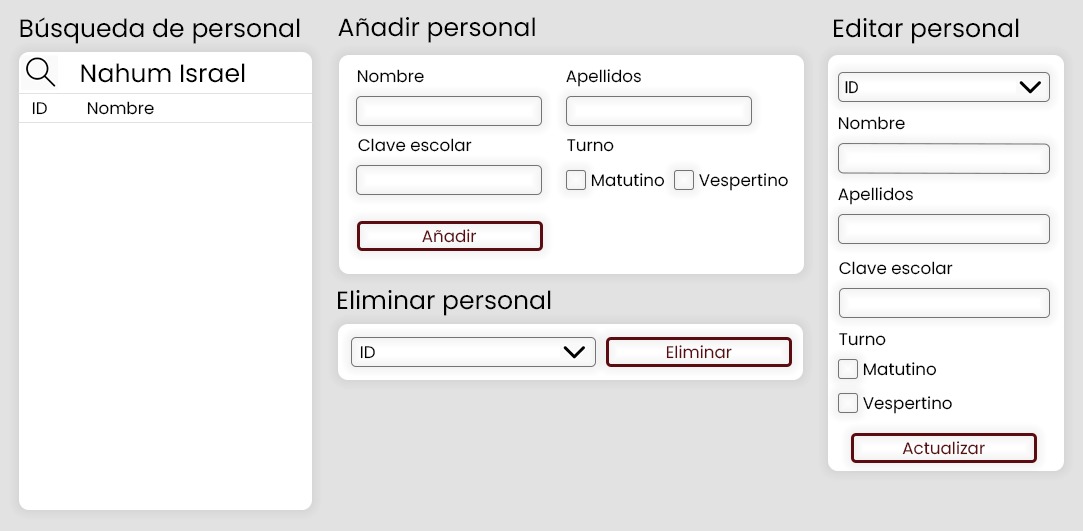 Búsqueda de personal
Nahum Israel
ID Nombre
Añadir personal
Nombre Apellidos
Clave escolar Turno
Matutino Vespertino
Añadir
Eliminar personal
ID Eliminar
Editar personal
ID
Nombre
Apellidos
Clave escolar
Turno
Matutino
Vespertino
Actualizar